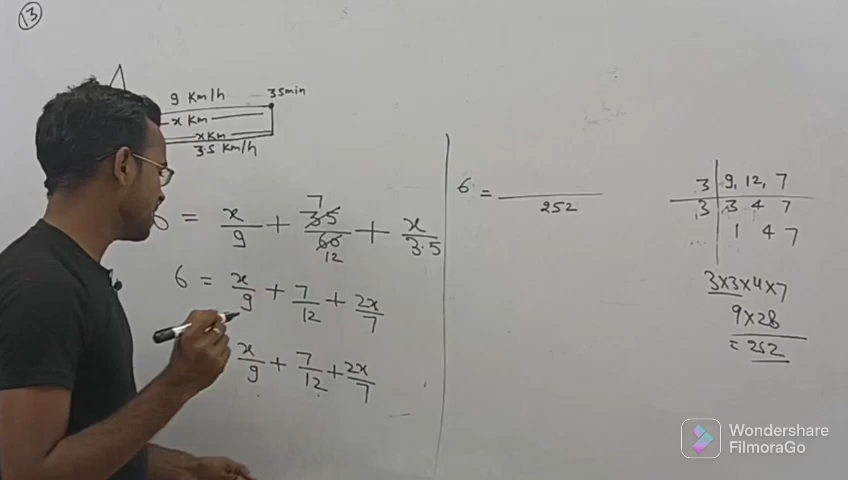 13
9 Km/h 35min
x Km
x Km
3.5 Km/h
6 = x/9 + 7 35/60 12 + x/3.5
6 = x/9 + 7/12 + 2x/7
x/9 + 7/12 + 2x/7
6 = /252
3 | 9, 12, 7
3 | 3 4 7
1 4 7
3x3x4x7
9x28
= 252
Wondershare
FilmoraGo